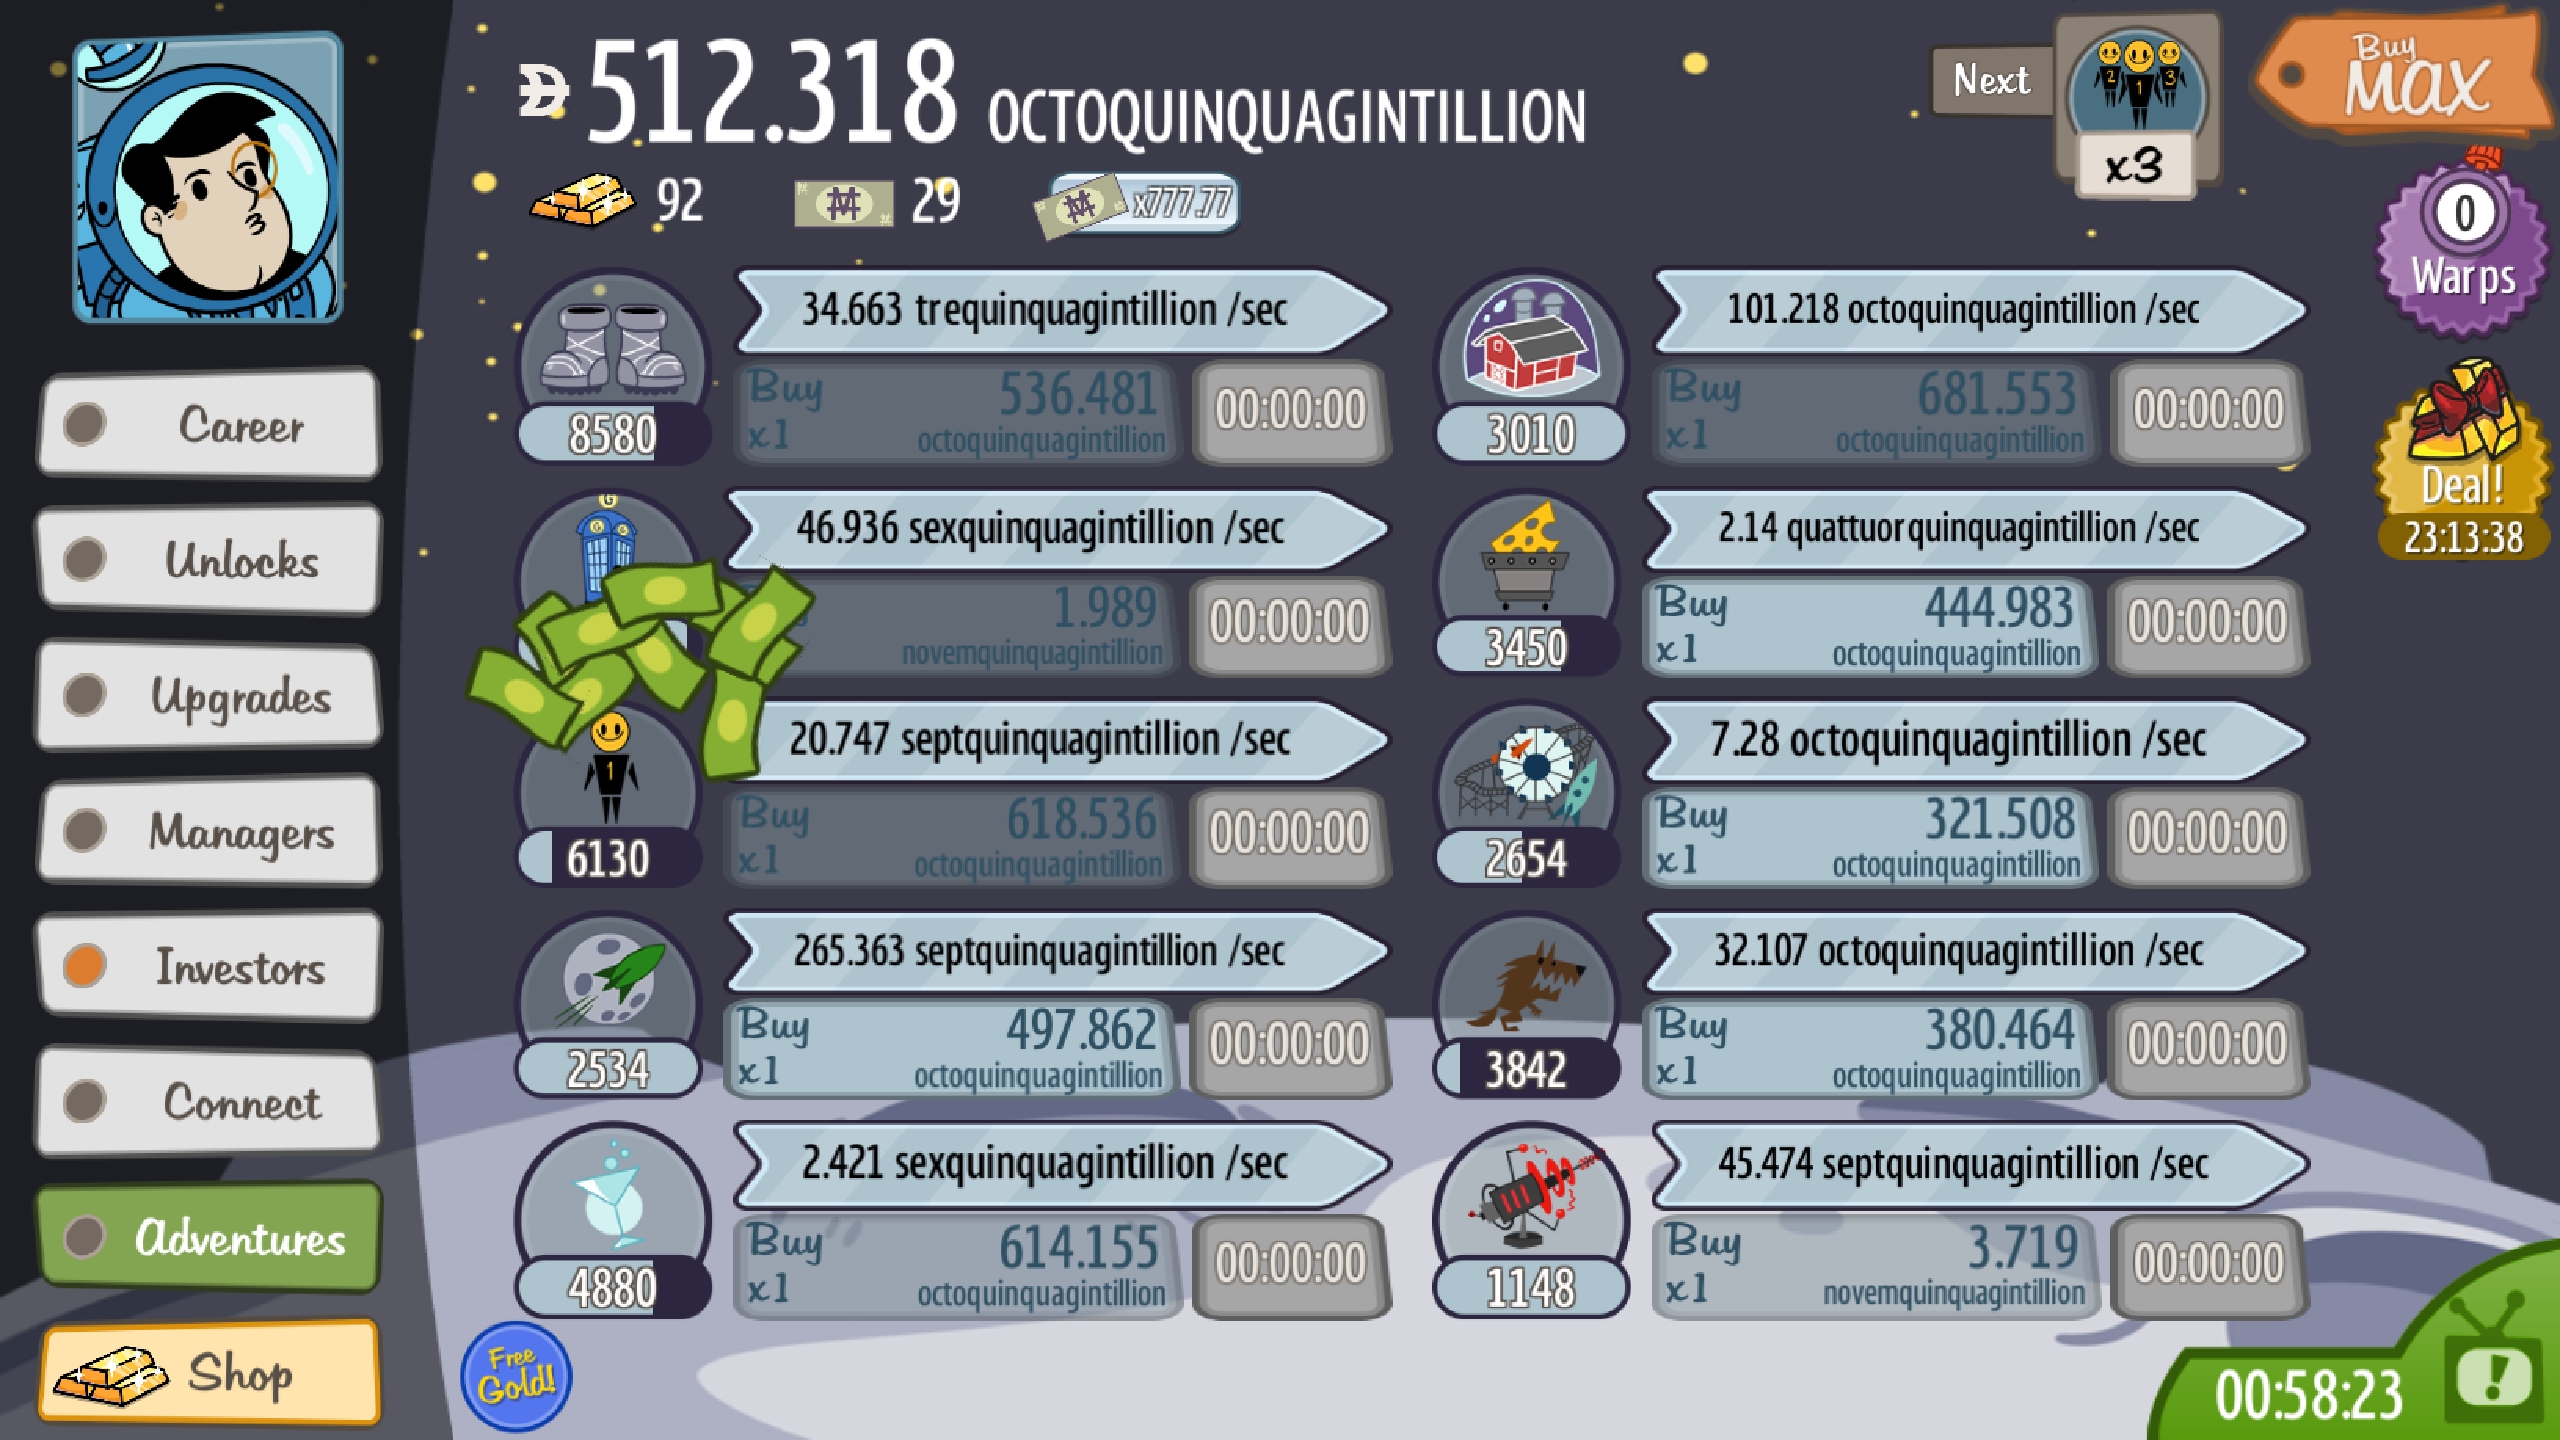 512.318 OCTOQUINQUAGINTILLION
92
29
x777.77
Next
x3
Buy
MAX
0
Warps
Deal!
23:13:38
Career
Unlocks
Upgrades
Managers
Investors
Connect
Adventures
Shop
34.663 trequinquagintillion /sec
8580
Buy
x1
536.481
octoquinquagintillion
00:00:00
101.218 octoquinquagintillion /sec
3010
Buy
x1
681.553
octoquinquagintillion
00:00:00
46.936 sexquinquagintillion /sec
1.989
novemquinquagintillion
00:00:00
2.14 quattuorquinquagintillion /sec
3450
Buy
x1
444.983
octoquinquagintillion
00:00:00
20.747 septquinquagintillion /sec
1
6130
Buy
x1
618.536
octoquinquagintillion
00:00:00
7.28 octoquinquagintillion /sec
2654
Buy
x1
321.508
octoquinquagintillion
00:00:00
265.363 septquinquagintillion /sec
2534
Buy
x1
497.862
octoquinquagintillion
00:00:00
32.107 octoquinquagintillion /sec
3842
Buy
x1
380.464
octoquinquagintillion
00:00:00
2.421 sexquinquagintillion /sec
4880
Buy
x1
614.155
octoquinquagintillion
00:00:00
45.474 septquinquagintillion /sec
1148
Buy
x1
3.719
novemquinquagintillion
00:00:00
Free
Gold!
00:58:23